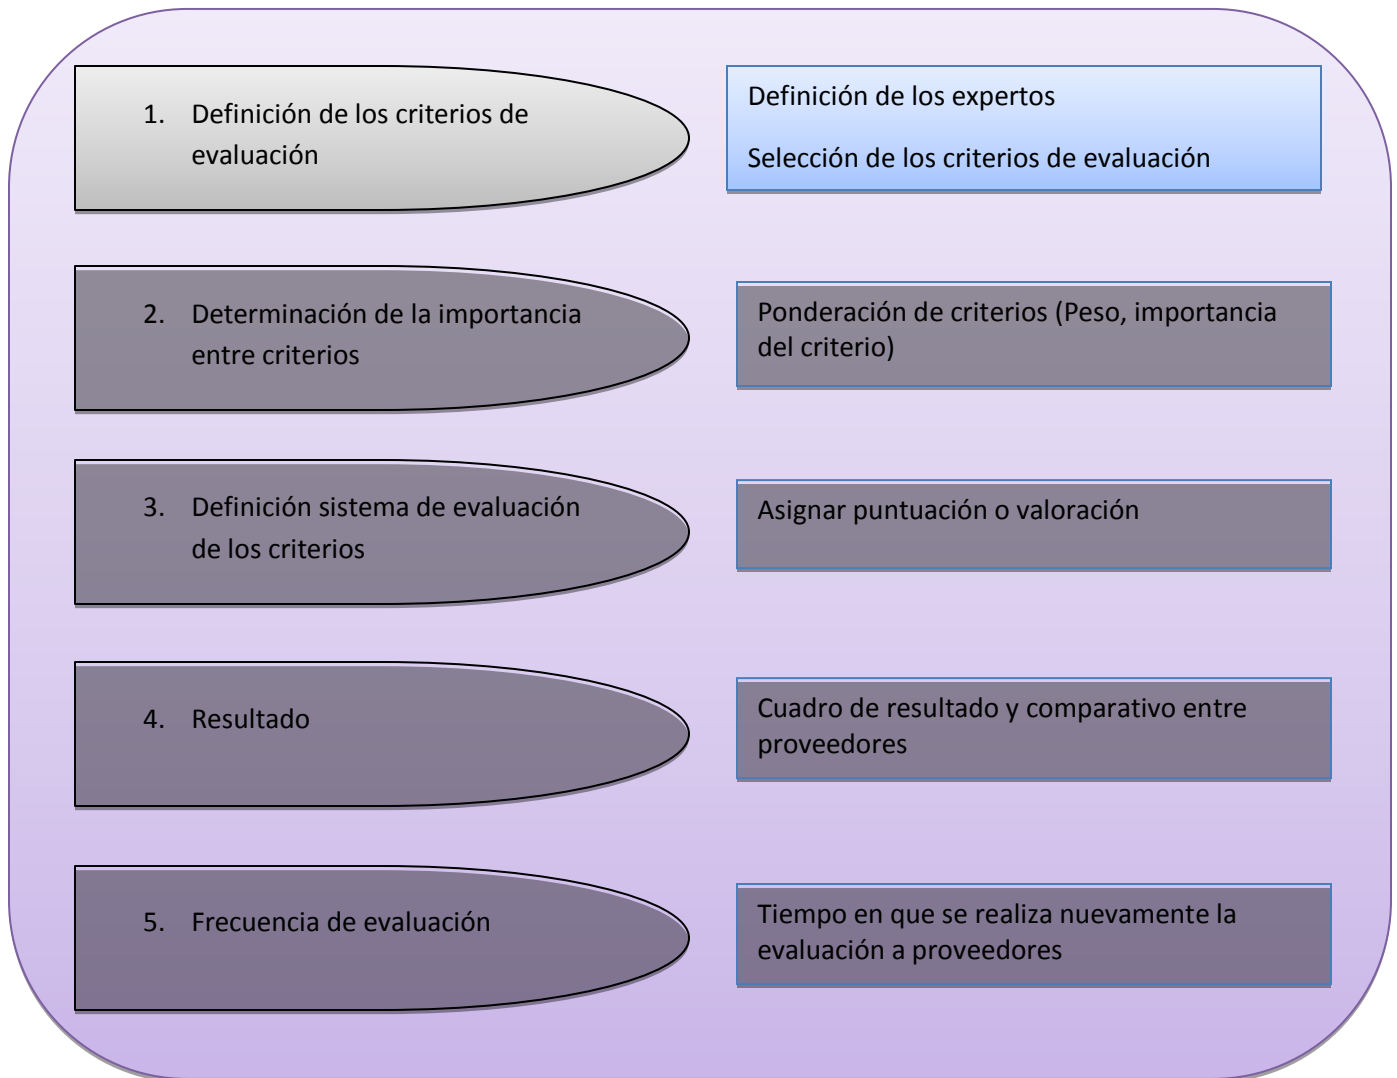 1. Definición de los criterios de
evaluación
Definición de los expertos
Selección de los criterios de evaluación
2. Determinación de la importancia
entre criterios
Ponderación de criterios (Peso, importancia
del criterio)
3. Definición sistema de evaluación
de los criterios
Asignar puntuación o valoración
4. Resultado
Cuadro de resultado y comparativo entre
proveedores
5. Frecuencia de evaluación
Tiempo en que se realiza nuevamente la
evaluación a proveedores